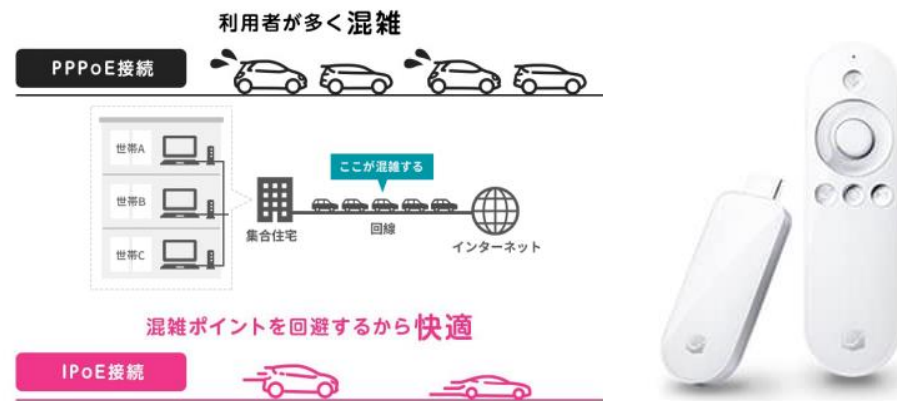 利用者が多く混雑
PPPoE接続
世帯A
世帯B
世帯C
ここが混雑する
集合住宅
回線
インターネット
混雑ポイントを回避するから快適
IPoE接続